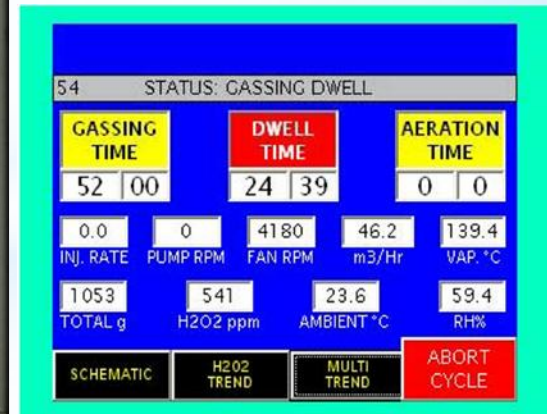 54 STATUS: GASSING DWELL
GASSING TIME DWELL TIME AERATION TIME
52 00 24 39 0 0
0.0 0 4180 46.2 139.4
INJ. RATE PUMP RPM FAN RPM m3/Hr VAP. °C
1053 541 23.6 59.4
TOTAL g H2O2 ppm AMBIENT °C RH%
SCHEMATIC H2O2 TREND MULTI TREND ABORT CYCLE